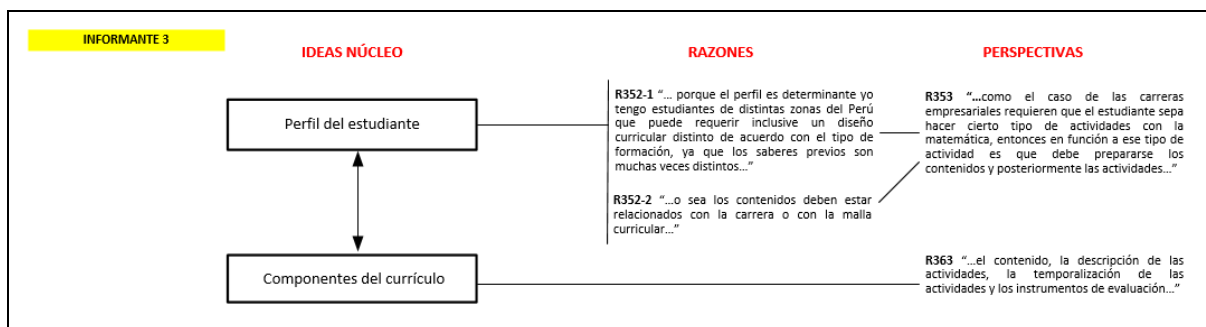 INFORMANTE 3
IDEAS NÚCLEO
RAZONES
PERSPECTIVAS
Perfil del estudiante
R352-1 “... porque el perfil es determinante yo
tengo estudiantes de distintas zonas del Perú
que puede requerir inclusive un diseño
curricular distinto de acuerdo con el tipo de
formación, ya que los saberes previos son
muchas veces distintos...”
R352-2 “...o sea los contenidos deben estar
relacionados con la carrera o con la malla
curricular...”
R353 “...como el caso de las carreras
empresariales requieren que el estudiante sepa
hacer cierto tipo de actividades con la
matemática, entonces en función a ese tipo de
actividad es que debe prepararse los
contenidos y posteriormente las actividades...”
Componentes del currículo
R363 “...el contenido, la descripción de las
actividades, la temporalización de las
actividades y los instrumentos de evaluación...”